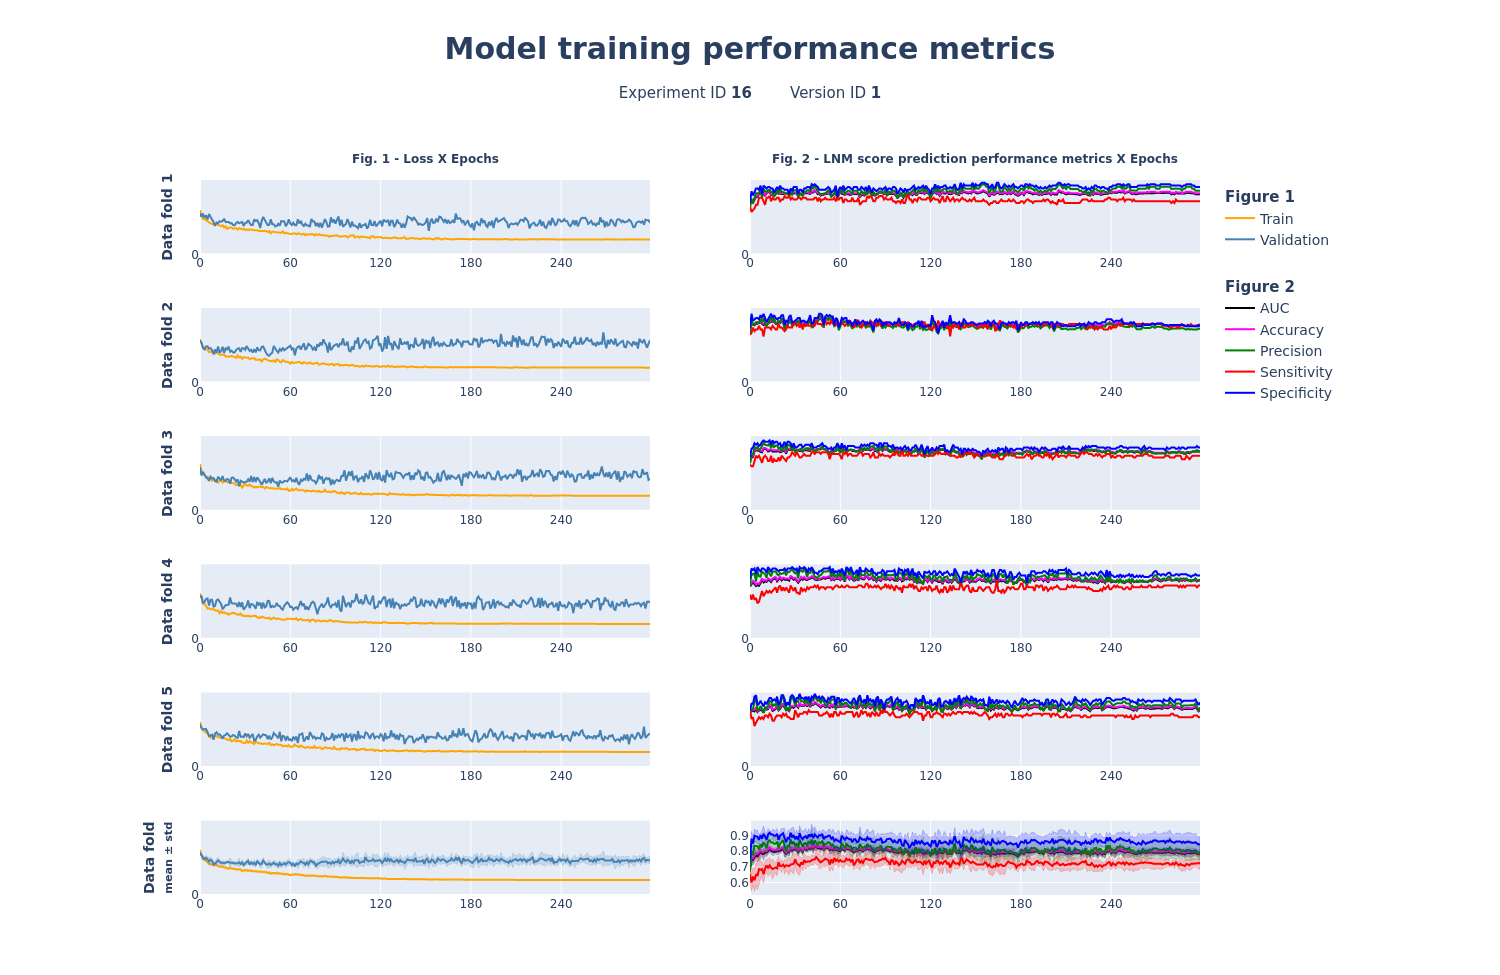 Model training performance metrics
Experiment ID 16 Version ID 1
Fig. 1 - Loss X Epochs
Fig. 2 - LNM score prediction performance metrics X Epochs
Data fold 1
0
0 60 120 180 240
0
0 60 120 180 240
Figure 1
Train
Validation
Figure 2
AUC
Accuracy
Precision
Sensitivity
Specificity
Data fold 2
0
0 60 120 180 240
0
0 60 120 180 240
Data fold 3
0
0 60 120 180 240
0
0 60 120 180 240
Data fold 4
0
0 60 120 180 240
0
0 60 120 180 240
Data fold 5
0
0 60 120 180 240
0
0 60 120 180 240
Data fold
mean ± std
0
0 60 120 180 240
0.9
0.8
0.7
0.6
0 60 120 180 240